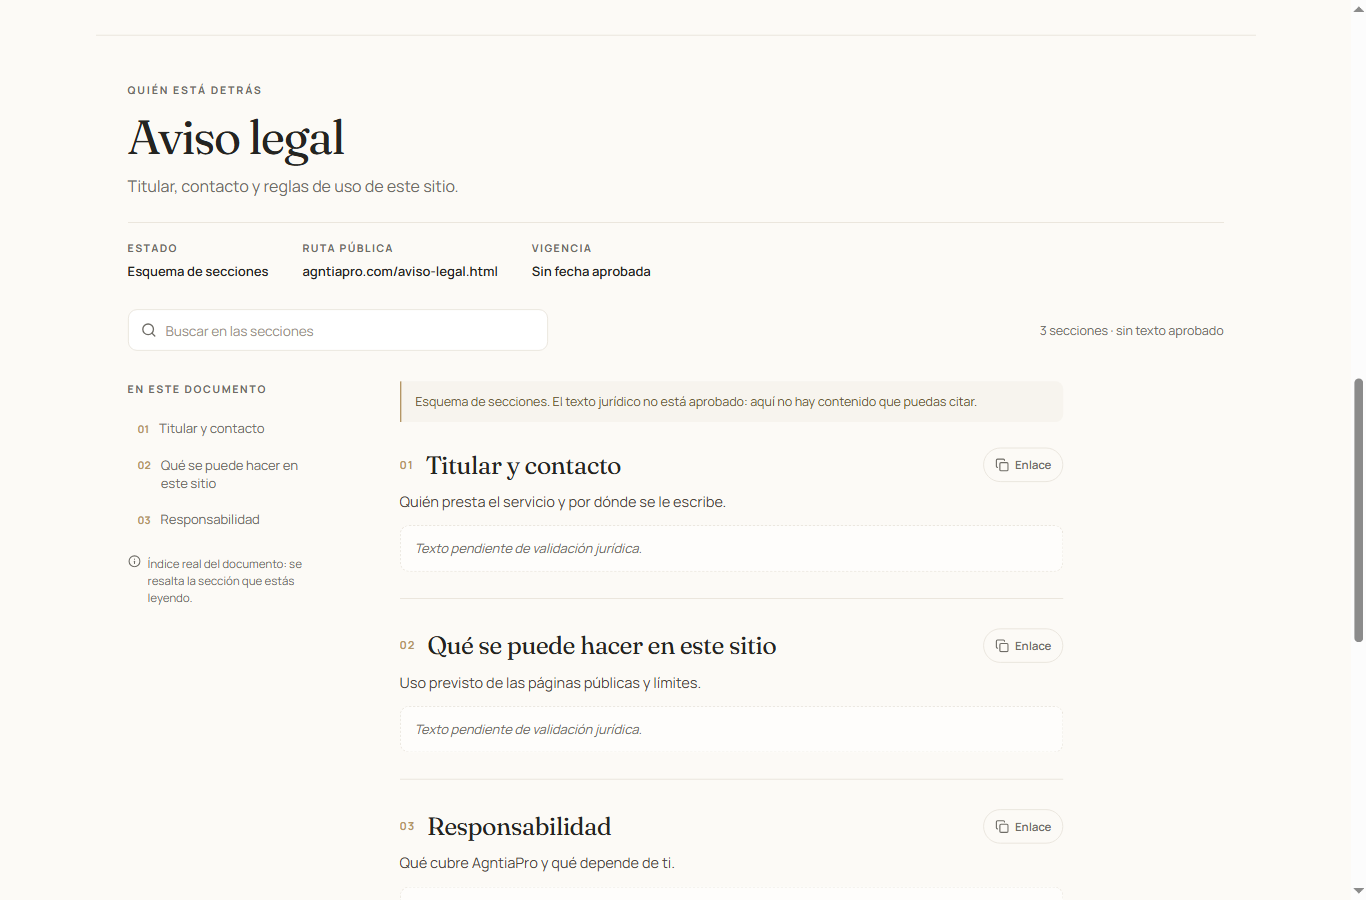 QUIÉN ESTÁ DETRÁS
Aviso legal
Titular, contacto y reglas de uso de este sitio.
ESTADO
Esquema de secciones
RUTA PÚBLICA
agntiapro.com/aviso-legal.html
VIGENCIA
Sin fecha aprobada
Buscar en las secciones
3 secciones · sin texto aprobado
EN ESTE DOCUMENTO
01 Titular y contacto
02 Qué se puede hacer en
este sitio
03 Responsabilidad
Índice real del documento: se
resalta la sección que estás
leyendo.
Esquema de secciones. El texto jurídico no está aprobado: aquí no hay contenido que puedas citar.
01 Titular y contacto
Enlace
Quién presta el servicio y por dónde se le escribe.
Texto pendiente de validación jurídica.
02 Qué se puede hacer en este sitio
Enlace
Uso previsto de las páginas públicas y límites.
Texto pendiente de validación jurídica.
03 Responsabilidad
Enlace
Qué cubre AgntiaPro y qué depende de ti.